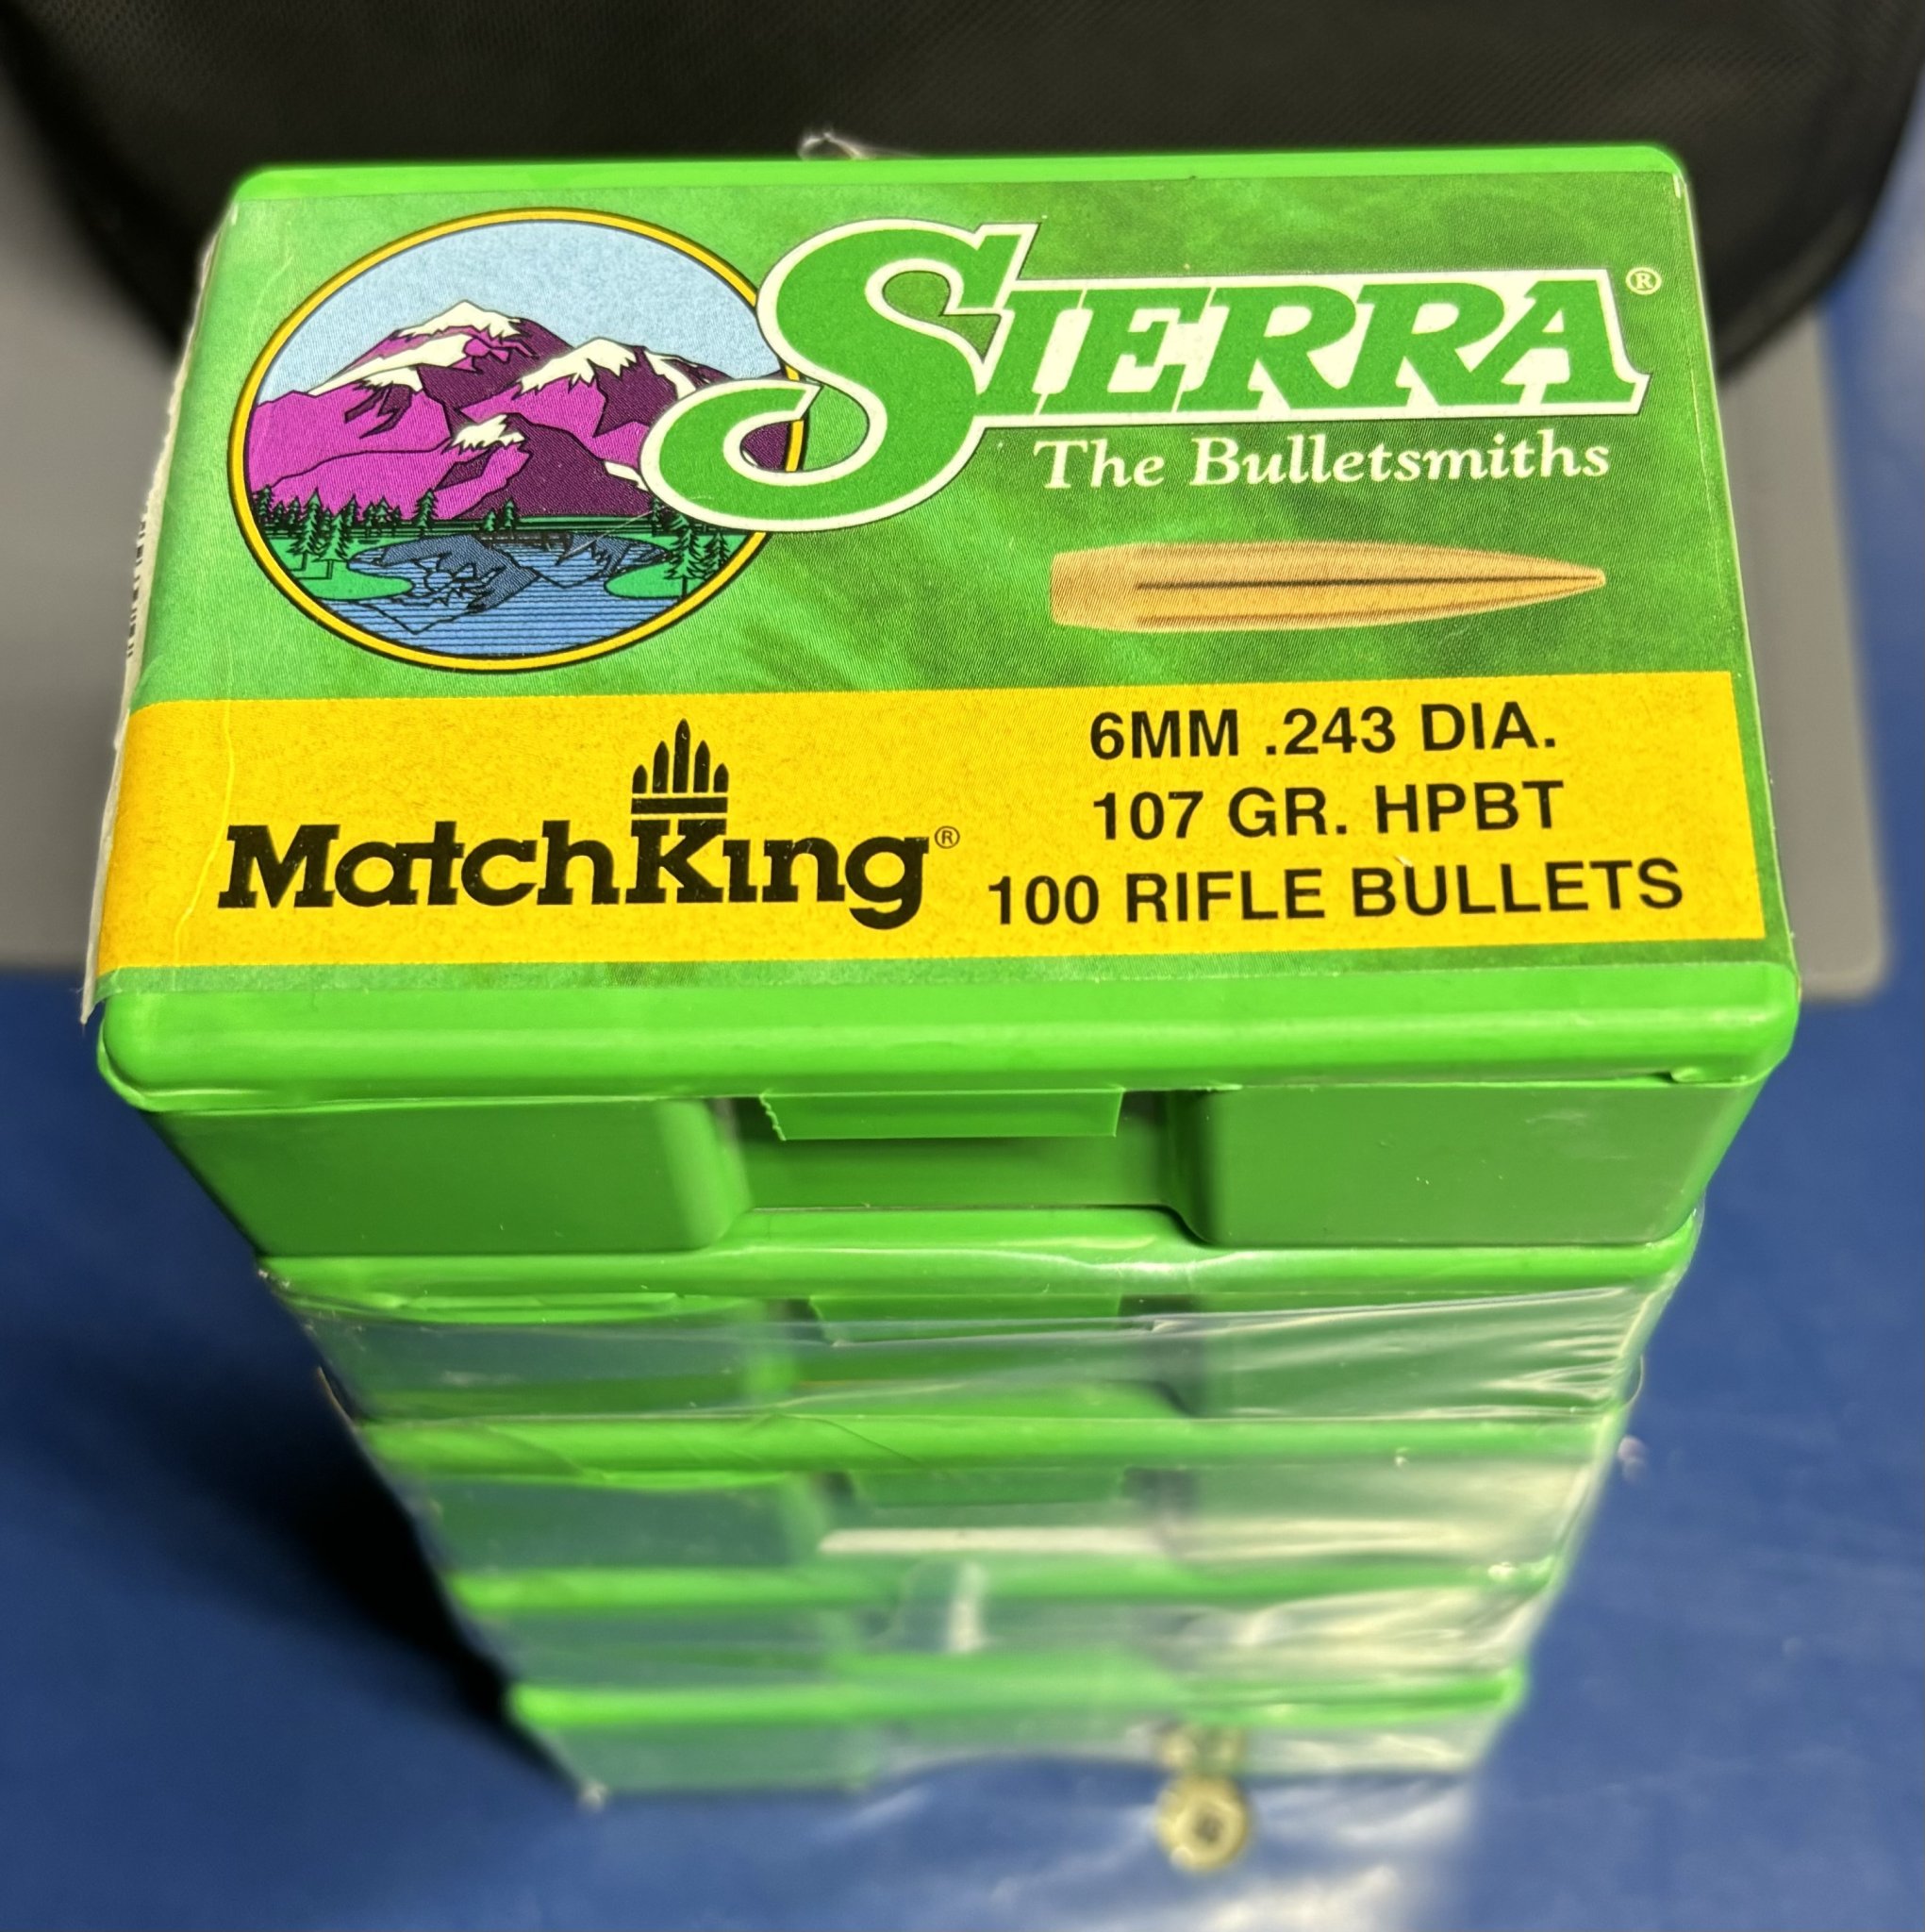 SIERRA®
The Bulletsmiths
MatchKing®
6MM .243 DIA.
107 GR. HPBT
100 RIFLE BULLETS